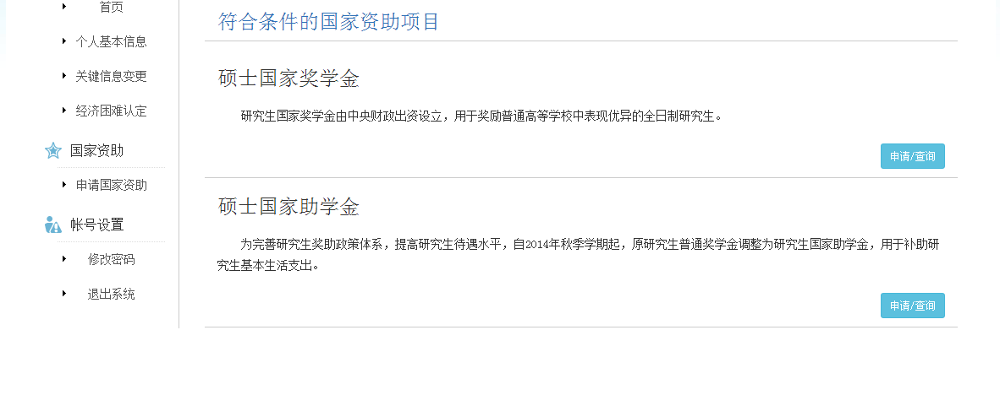 首页
个人基本信息
关键信息变更
经济困难认定
国家资助
申请国家资助
帐号设置
修改密码
退出系统
符合条件的国家资助项目
硕士国家奖学金
研究生国家奖学金由中央财政出资设立，用于奖励普通高等学校中表现优异的全日制研究生。
申请/查询
硕士国家助学金
为完善研究生奖助政策体系，提高研究生待遇水平，自2014年秋季学期起，原研究生普通奖学金调整为研究生国家助学金，用于补助研
究生基本生活支出。
申请/查询